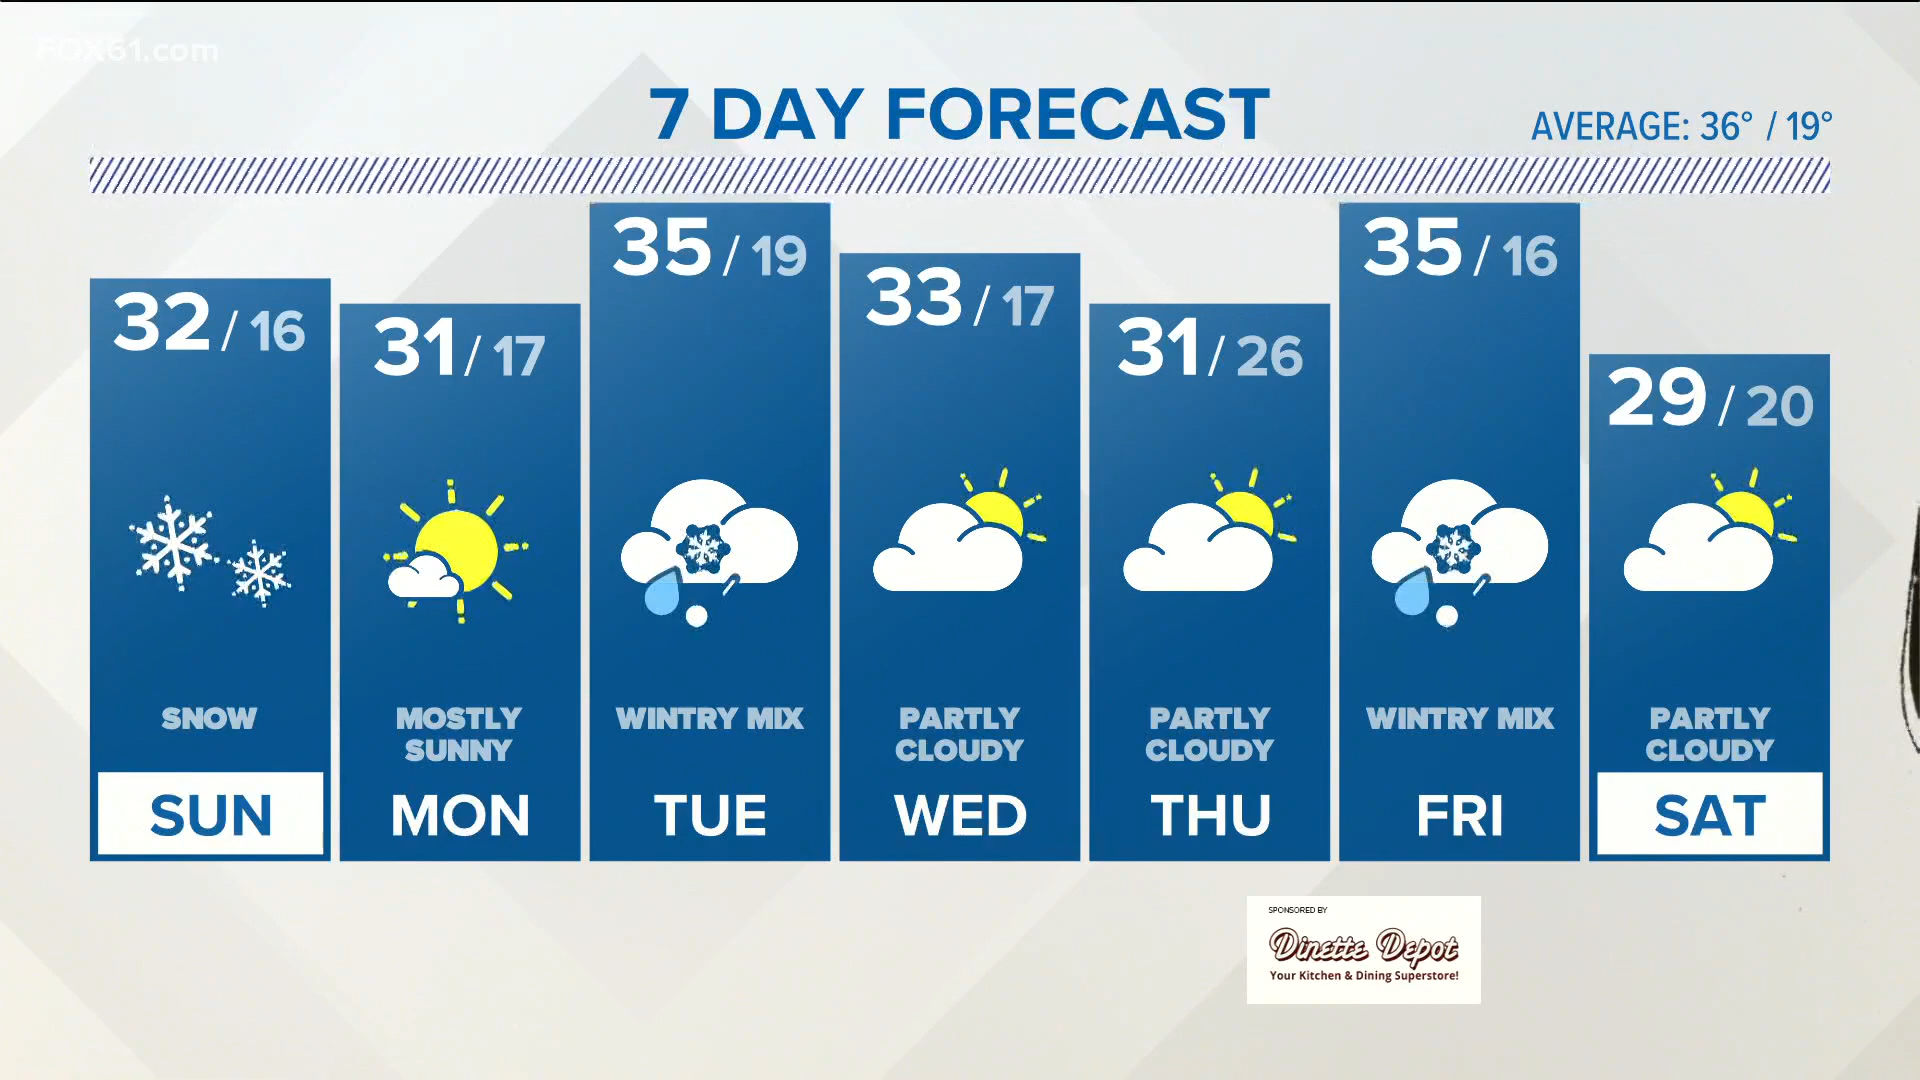 FOX61.com
7 DAY FORECAST
AVERAGE: 36° / 19°
32 / 16
SNOW
SUN
31 / 17
MOSTLY
SUNNY
MON
35 / 19
WINTRY MIX
TUE
33 / 17
PARTLY
CLOUDY
WED
31 / 26
PARTLY
CLOUDY
THU
35 / 16
WINTRY MIX
FRI
29 / 20
PARTLY
CLOUDY
SAT
SPONSORED BY
Dinette Depot
Your Kitchen & Dining Superstore!